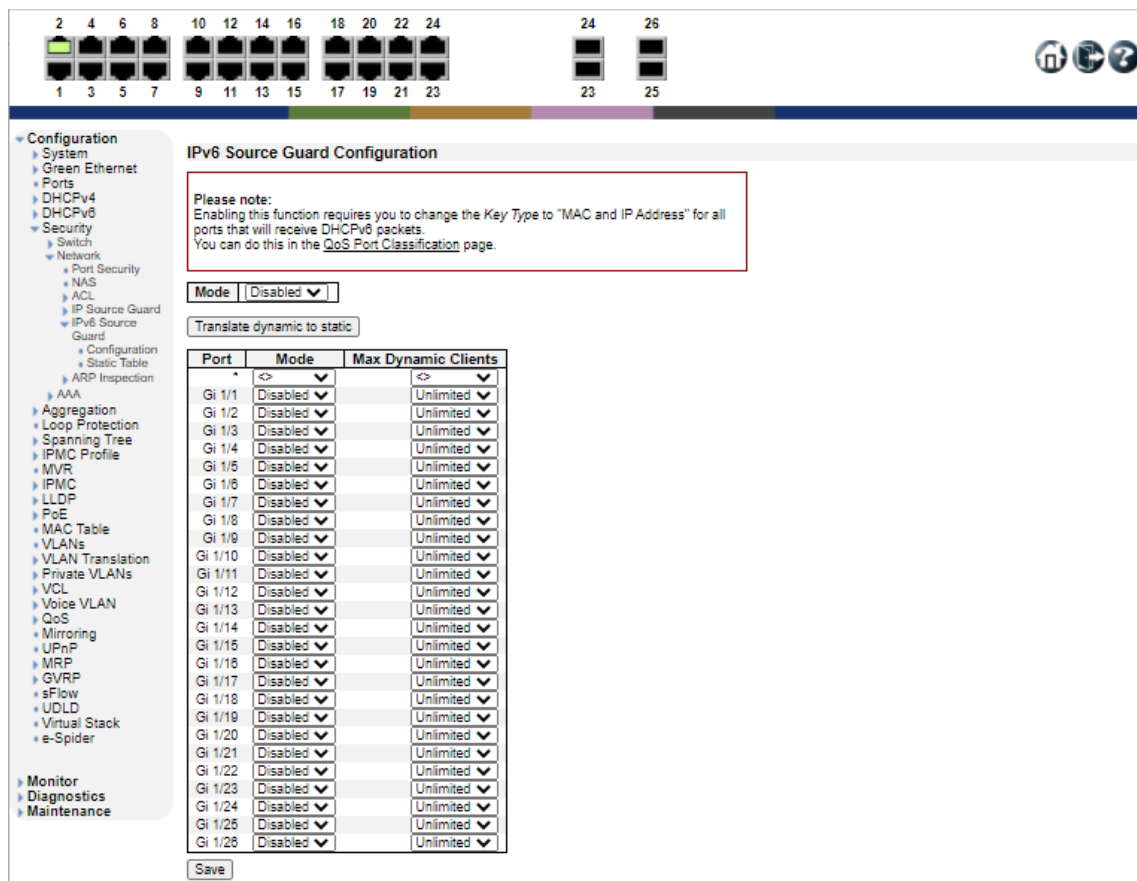 2 4 6 8 10 12 14 16 18 20 22 24 24 26
1 3 5 7 9 11 13 15 17 19 21 23 23 25
Configuration
System
Green Ethernet
Ports
DHCPv4
DHCPv6
Security
Switch
Network
Port Security
NAS
ACL
IP Source Guard
IPv6 Source
Guard
Configuration
Static Table
ARP Inspection
AAA
Aggregation
Loop Protection
Spanning Tree
IPMC Profile
MVR
IPMC
LLDP
PoE
MAC Table
VLANs
VLAN Translation
Private VLANs
VCL
Voice VLAN
QoS
Mirroring
UPnP
MRP
GVRP
sFlow
UDLD
Virtual Stack
e-Spider
Monitor
Diagnostics
Maintenance
IPv6 Source Guard Configuration
Please note:
Enabling this function requires you to change the Key Type to "MAC and IP Address" for all
ports that will receive DHCPv6 packets.
You can do this in the QoS Port Classification page.
Mode Disabled
Translate dynamic to static
Port Mode Max Dynamic Clients
* <> <>
Gi 1/1 Disabled Unlimited
Gi 1/2 Disabled Unlimited
Gi 1/3 Disabled Unlimited
Gi 1/4 Disabled Unlimited
Gi 1/5 Disabled Unlimited
Gi 1/6 Disabled Unlimited
Gi 1/7 Disabled Unlimited
Gi 1/8 Disabled Unlimited
Gi 1/9 Disabled Unlimited
Gi 1/10 Disabled Unlimited
Gi 1/11 Disabled Unlimited
Gi 1/12 Disabled Unlimited
Gi 1/13 Disabled Unlimited
Gi 1/14 Disabled Unlimited
Gi 1/15 Disabled Unlimited
Gi 1/16 Disabled Unlimited
Gi 1/17 Disabled Unlimited
Gi 1/18 Disabled Unlimited
Gi 1/19 Disabled Unlimited
Gi 1/20 Disabled Unlimited
Gi 1/21 Disabled Unlimited
Gi 1/22 Disabled Unlimited
Gi 1/23 Disabled Unlimited
Gi 1/24 Disabled Unlimited
Gi 1/25 Disabled Unlimited
Gi 1/26 Disabled Unlimited
Save